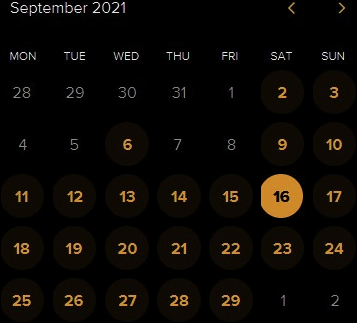 September 2021
MON TUE WED THU FRI SAT SUN
28 29 30 31 1 2 3
4 5 6 7 8 9 10
11 12 13 14 15 16 17
18 19 20 21 22 23 24
25 26 27 28 29 1 2